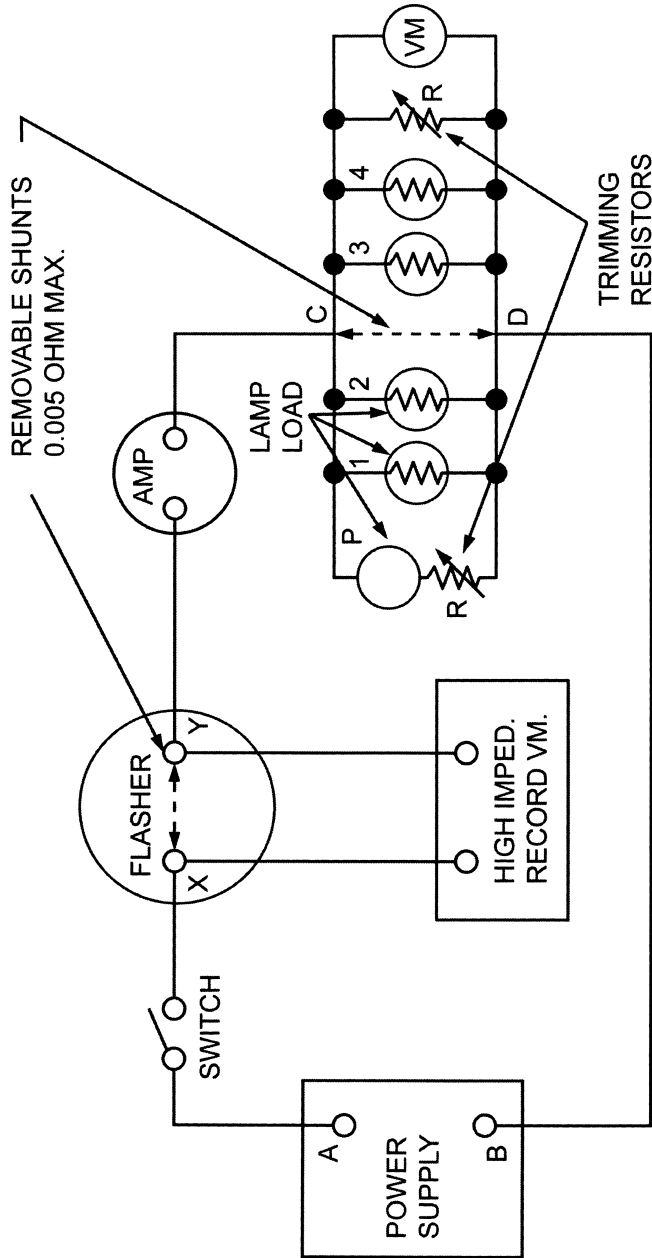 REMOVABLE SHUNTS
0.005 OHM MAX.
AMP
FLASHER
X
Y
SWITCH
A
POWER
SUPPLY
B
HIGH IMPED.
RECORD VM.
LAMP
LOAD
C
D
P
R
1
2
3
4
R
VM
TRIMMING
RESISTORS